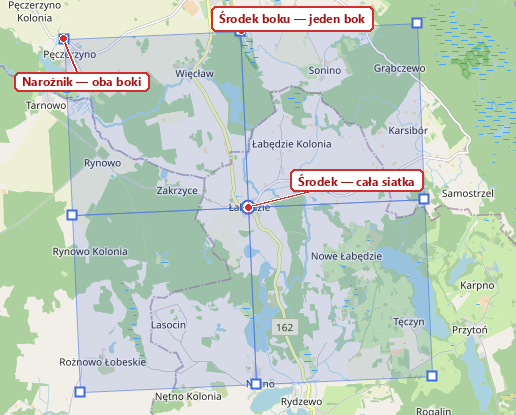 Pęczerzyno
Kolonia
Środek boku — jeden bok
Pęczerzyno
Narożnik — oba boki
Więcław
Sonino
Grąbczewo
Tarnowo
Karsibór
Łabędzie Kolonia
Rynowo
Zakrzyce
Środek — cała siatka
Samostrzel
Łabędzie
Rynowo Kolonia
Nowe Łabędzie
Karpno
Lasocin
162
Tęczyn
Przytoń
Rożnowo Łobeskie
Nętno
Nętno Kolonia
Rydzewo
Rogalin